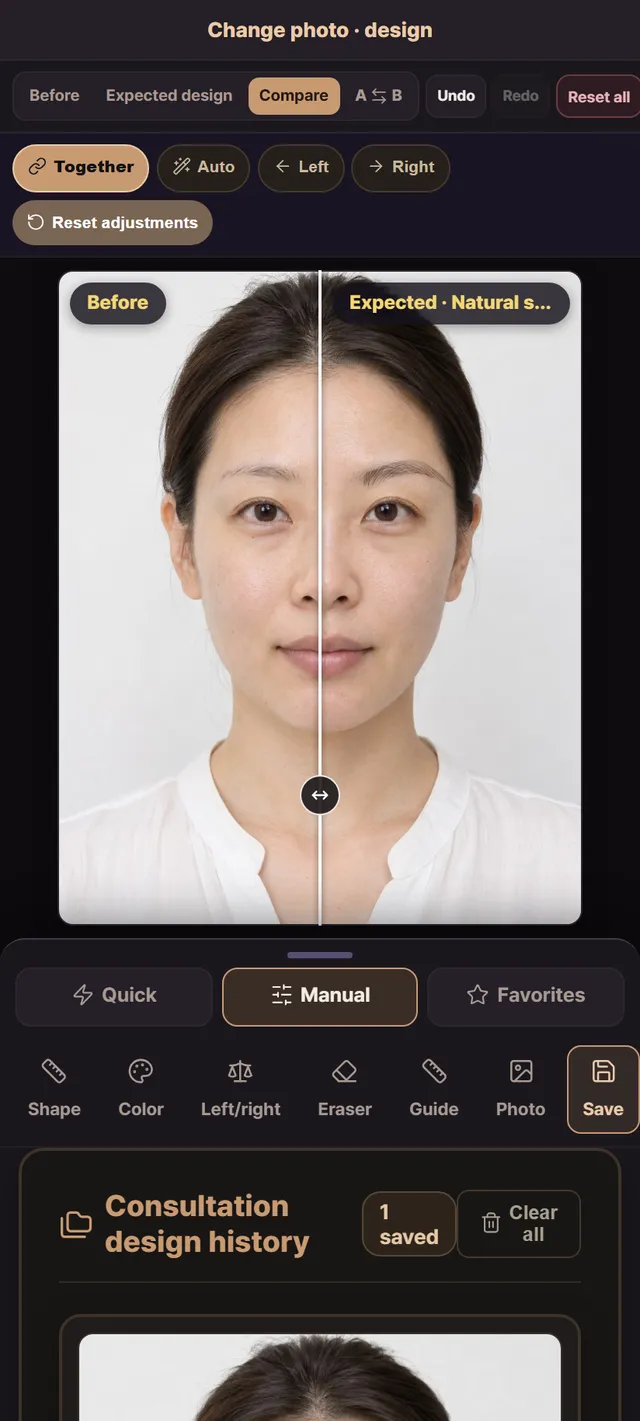 Change photo · design
Before Expected design Compare A ⇆ B Undo Redo Reset all
Together Auto Left Right
Reset adjustments
Before Expected · Natural s...
Quick Manual Favorites
Shape Color Left/right Eraser Guide Photo Save
Consultation
design history
1
saved
Clear
all